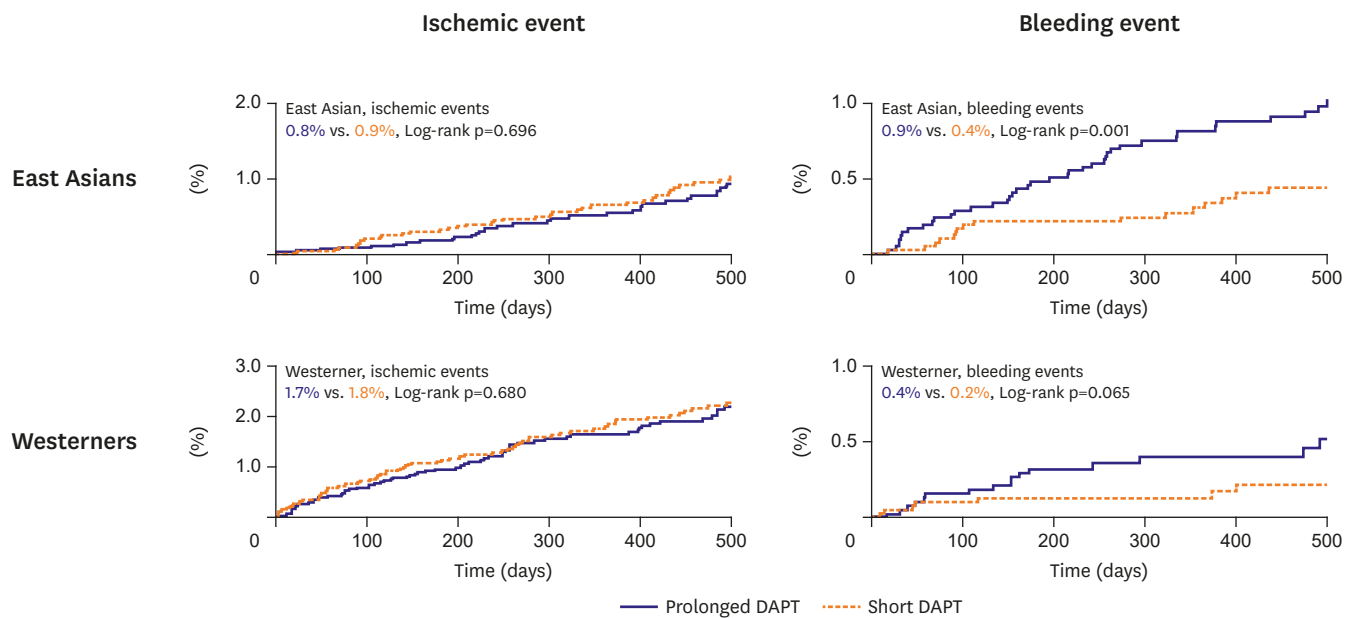 Ischemic event
Bleeding event
East Asians
2.0
1.0
(%)
East Asian, ischemic events
0.8% vs. 0.9%, Log-rank p=0.696
0 100 200 300 400 500
Time (days)
1.0
0.5
(%)
East Asian, bleeding events
0.9% vs. 0.4%, Log-rank p=0.001
0 100 200 300 400 500
Time (days)
Westerners
3.0
2.0
1.0
(%)
Westerner, ischemic events
1.7% vs. 1.8%, Log-rank p=0.680
0 100 200 300 400 500
Time (days)
1.0
0.5
(%)
Westerner, bleeding events
0.4% vs. 0.2%, Log-rank p=0.065
0 100 200 300 400 500
Time (days)
Prolonged DAPT Short DAPT